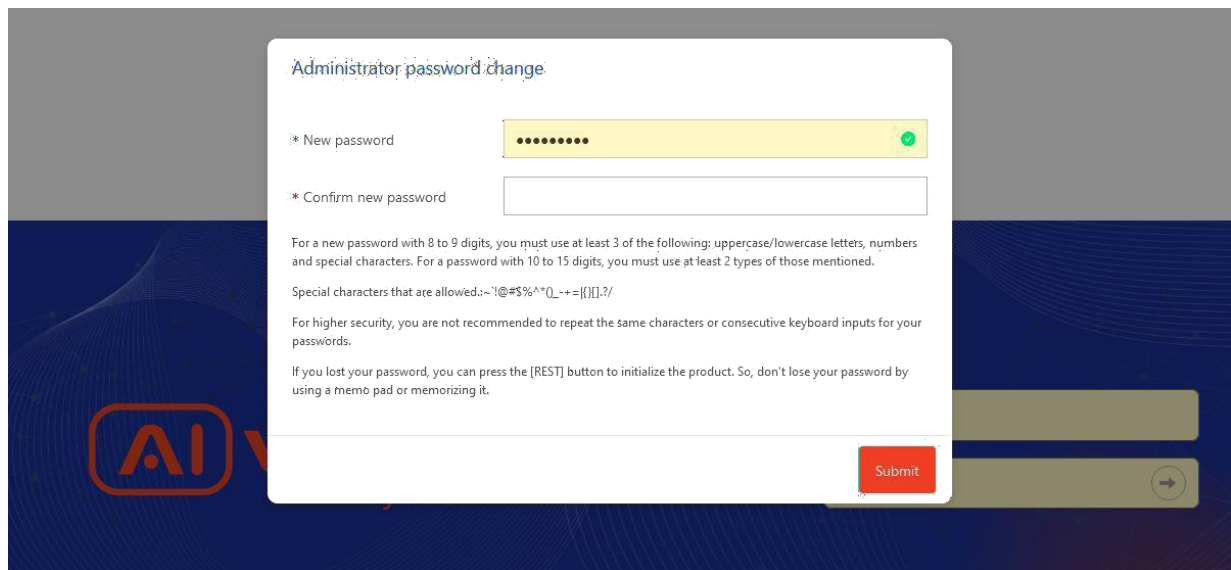 Administrator password change
* New password
•••••••••
* Confirm new password
For a new password with 8 to 9 digits, you must use at least 3 of the following: uppercase/lowercase letters, numbers
and special characters. For a password with 10 to 15 digits, you must use at least 2 types of those mentioned.
Special characters that are allowed.:~`!@#$%^*()_-+=|{}[].?/
For higher security, you are not recommended to repeat the same characters or consecutive keyboard inputs for your
passwords.
If you lost your password, you can press the [REST] button to initialize the product. So, don't lose your password by
using a memo pad or memorizing it.
AI
Submit